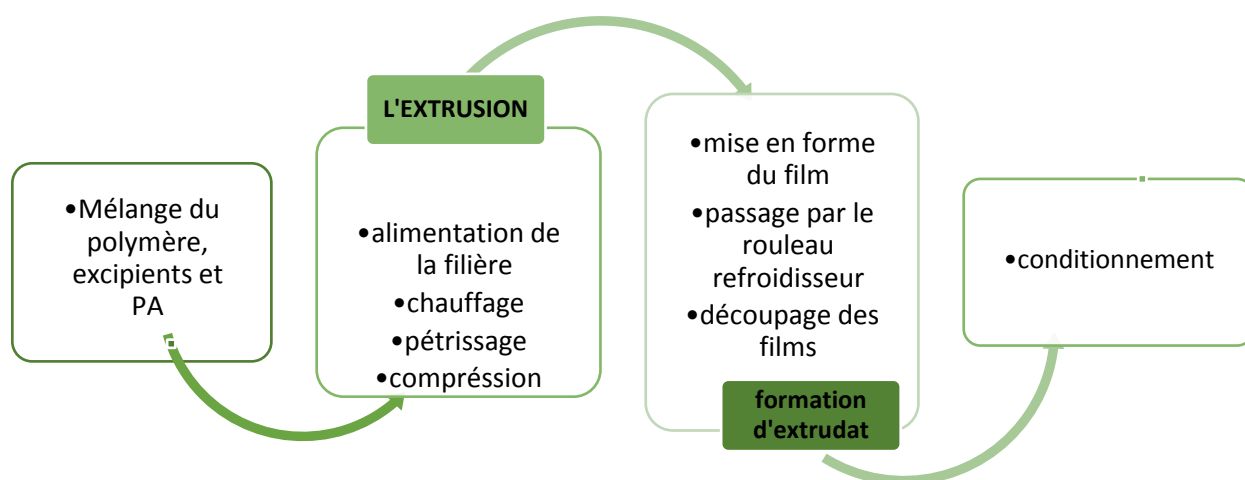 •Mélange du
polymère,
excipients et
PA
L'EXTRUSION
•alimentation de
la filière
•chauffage
•pétrissage
•compréssion
•mise en forme
du film
•passage par le
rouleau
refroidisseur
•découpage des
films
formation
d'extrudat
•conditionnement